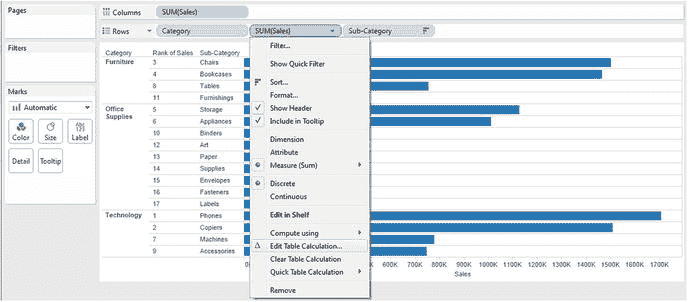 Pages
Columns
SUM(Sales)
Rows
Category
SUM(Sales)
Sub-Category
Filters
Marks
Automatic
Color
Size
Label
Detail
Tooltip
Category
Rank of Sales
Sub-Category
Furniture
3
Chairs
4
Bookcases
8
Tables
11
Furnishings
Office
Supplies
5
Storage
6
Appliances
10
Binders
12
Art
13
Paper
14
Supplies
15
Envelopes
16
Fasteners
17
Labels
Technology
1
Phones
2
Copiers
7
Machines
9
Accessories
Filter...
Show Quick Filter
Sort...
Format...
Show Header
Include in Tooltip
Dimension
Attribute
Measure (Sum)
Discrete
Continuous
Edit in Shelf
Compute using
Edit Table Calculation...
Clear Table Calculation
Quick Table Calculation
Remove
600K 700K 800K 900K 1000K 1100K 1200K 1300K 1400K 1500K 1600K 1700K
Sales